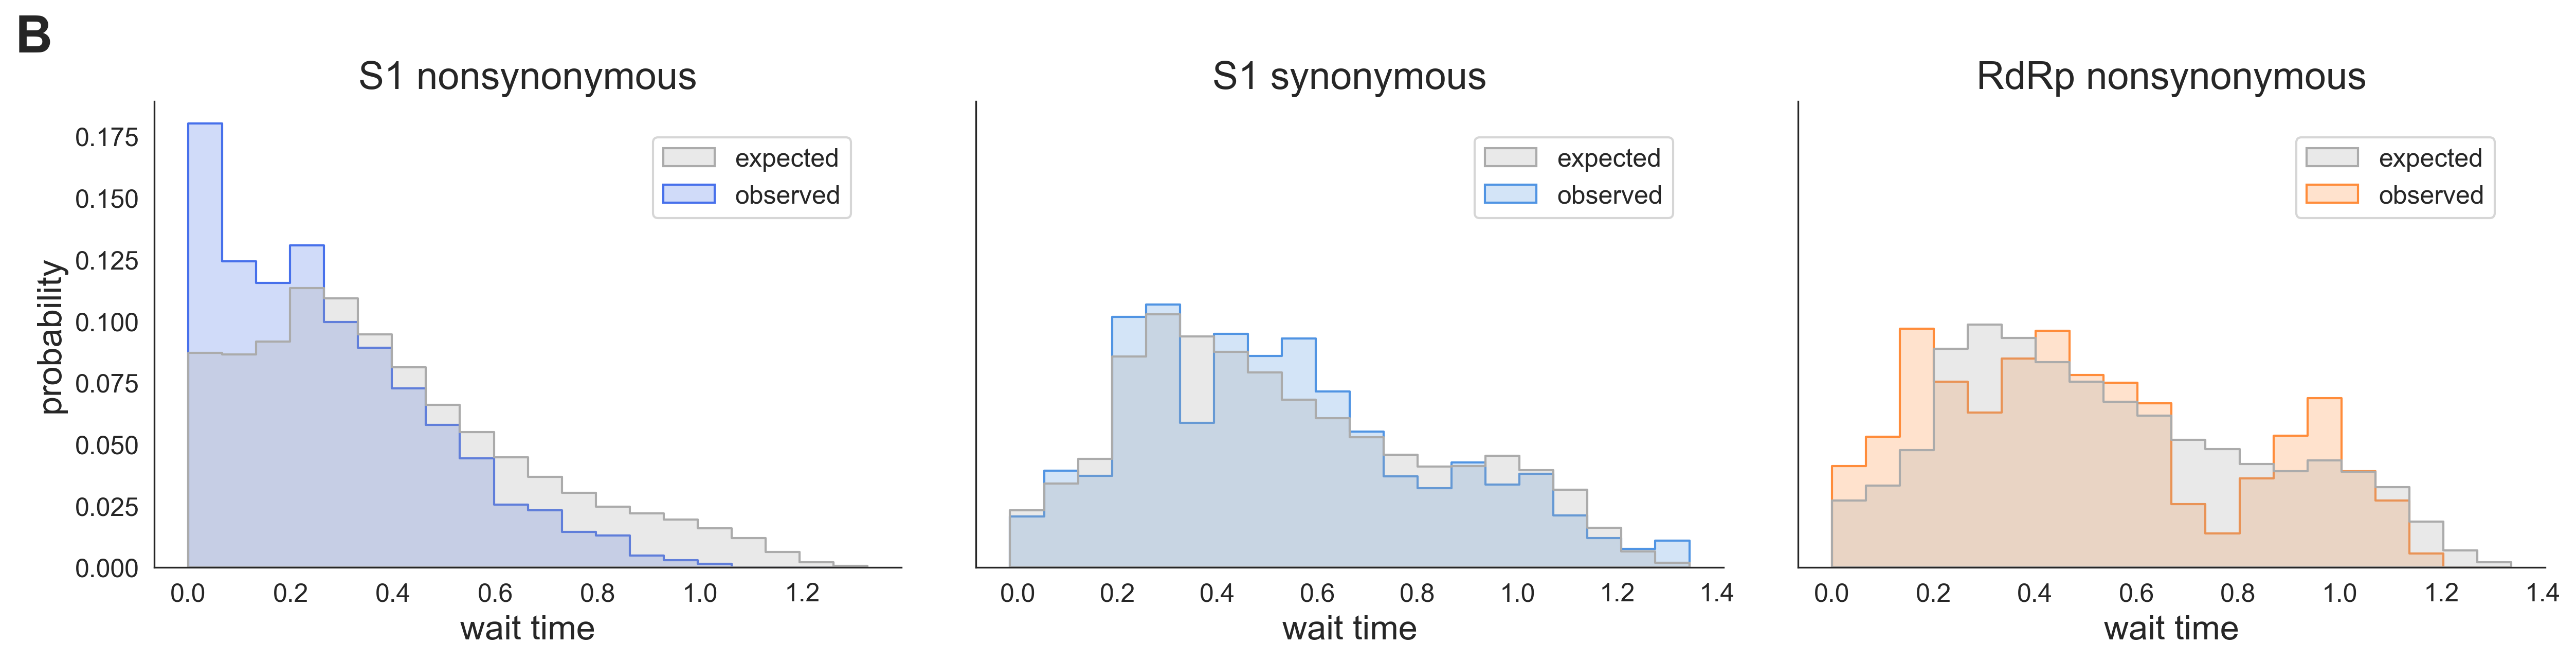 B
S1 nonsynonymous
S1 synonymous
RdRp nonsynonymous
probability
0.175
0.150
0.125
0.100
0.075
0.050
0.025
0.000
expected
observed
0.0 0.2 0.4 0.6 0.8 1.0 1.2
wait time
expected
observed
0.0 0.2 0.4 0.6 0.8 1.0 1.2 1.4
wait time
expected
observed
0.0 0.2 0.4 0.6 0.8 1.0 1.2 1.4
wait time